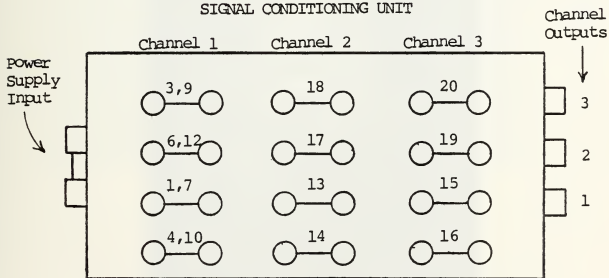 SIGNAL CONDITIONING UNIT
Channel 1 Channel 2 Channel 3
Channel
Outputs
Power
Supply
Input
3,9 18 20 3
6,12 17 19 2
1,7 13 15 1
4,10 14 16